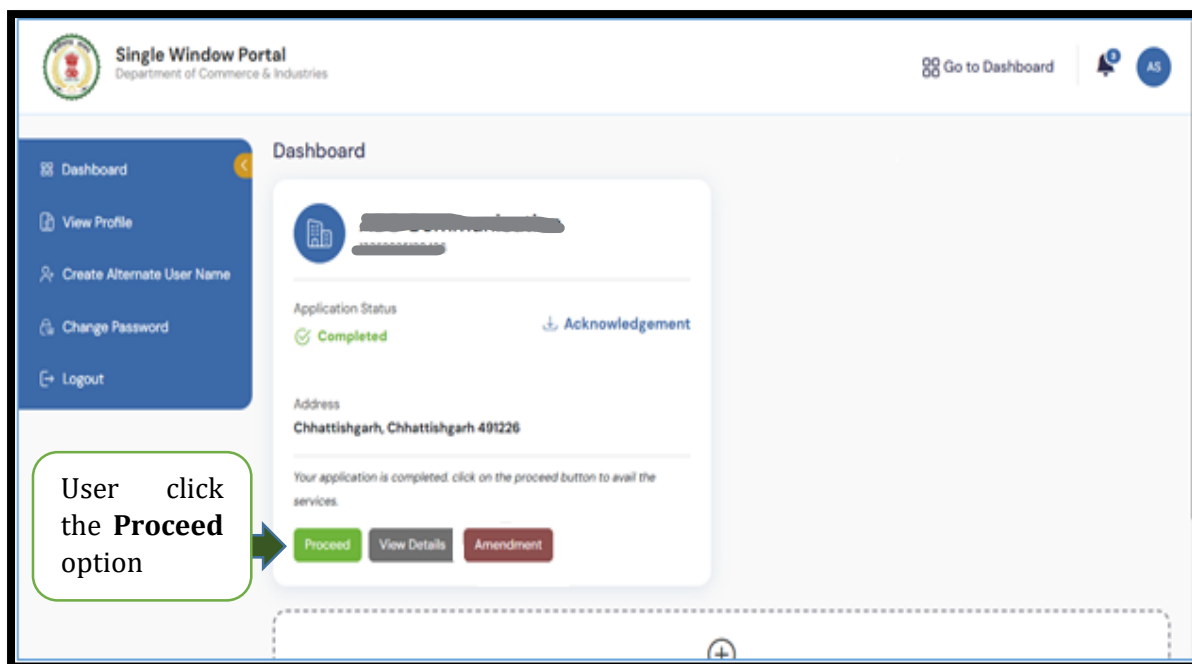 Single Window Portal
Department of Commerce & Industries
Go to Dashboard
3
AS
Dashboard
View Profile
Create Alternate User Name
Change Password
Logout
Dashboard
Application Status
Completed
Acknowledgement
Address
Chhattishgarh, Chhattishgarh 491226
Your application is completed. click on the proceed button to avail the
services.
Proceed
View Details
Amendment
User click
the Proceed
option